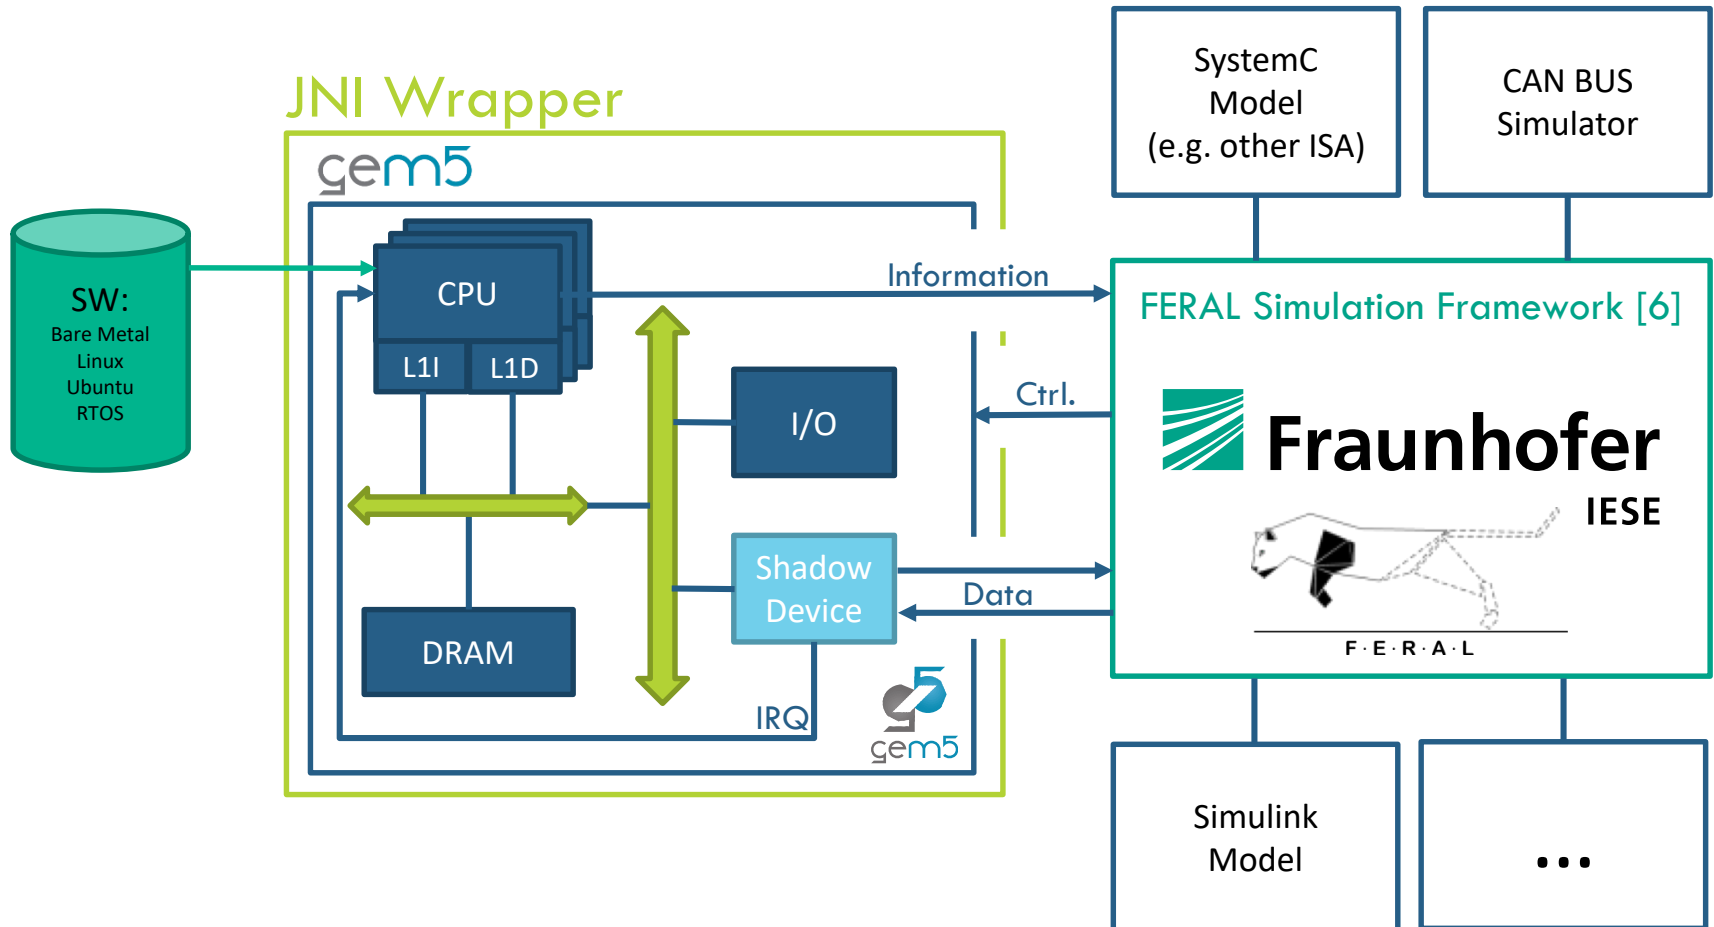 JNI Wrapper
gem5
SW:
Bare Metal
Linux
Ubuntu
RTOS
CPU
L1I
L1D
I/O
DRAM
Shadow
Device
IRQ
gem5
Information
Ctrl.
Data
SystemC
Model
(e.g. other ISA)
CAN BUS
Simulator
FERAL Simulation Framework [6]
Fraunhofer
IESE
F·E·R·A·L
Simulink
Model
...